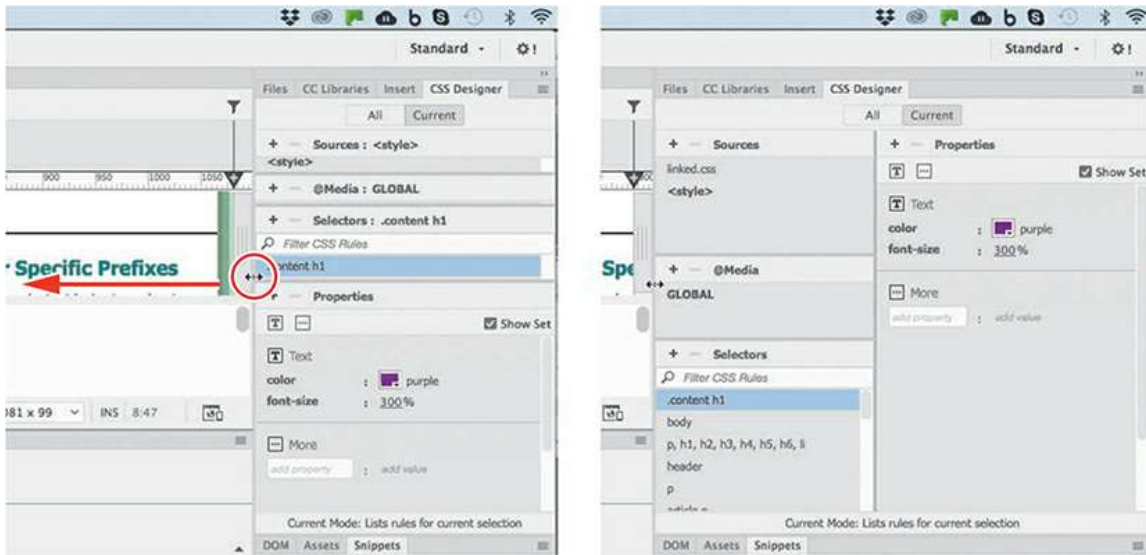 Standard
!
Files CC Libraries Insert CSS Designer
All Current
+ − Sources : <style>
<style>
+ − @Media : GLOBAL
+ − Selectors : .content h1
Filter CSS Rules
content h1
− Properties
T Show Set
T Text
color : purple
font-size : 300 %
More
add property : add value
Current Mode: Lists rules for current selection
DOM Assets Snippets
900 950 1000 1050
Specific Prefixes
81 x 99 INS 8:47
Standard
!
Files CC Libraries Insert CSS Designer
All Current
+ − Sources
linked.css
<style>
+ − @Media
GLOBAL
+ − Selectors
Filter CSS Rules
.content h1
body
p, h1, h2, h3, h4, h5, h6, li
header
p
+ − Properties
T Show Set
T Text
color : purple
font-size : 300 %
More
add property : add value
Current Mode: Lists rules for current selection
DOM Assets Snippets
Spe